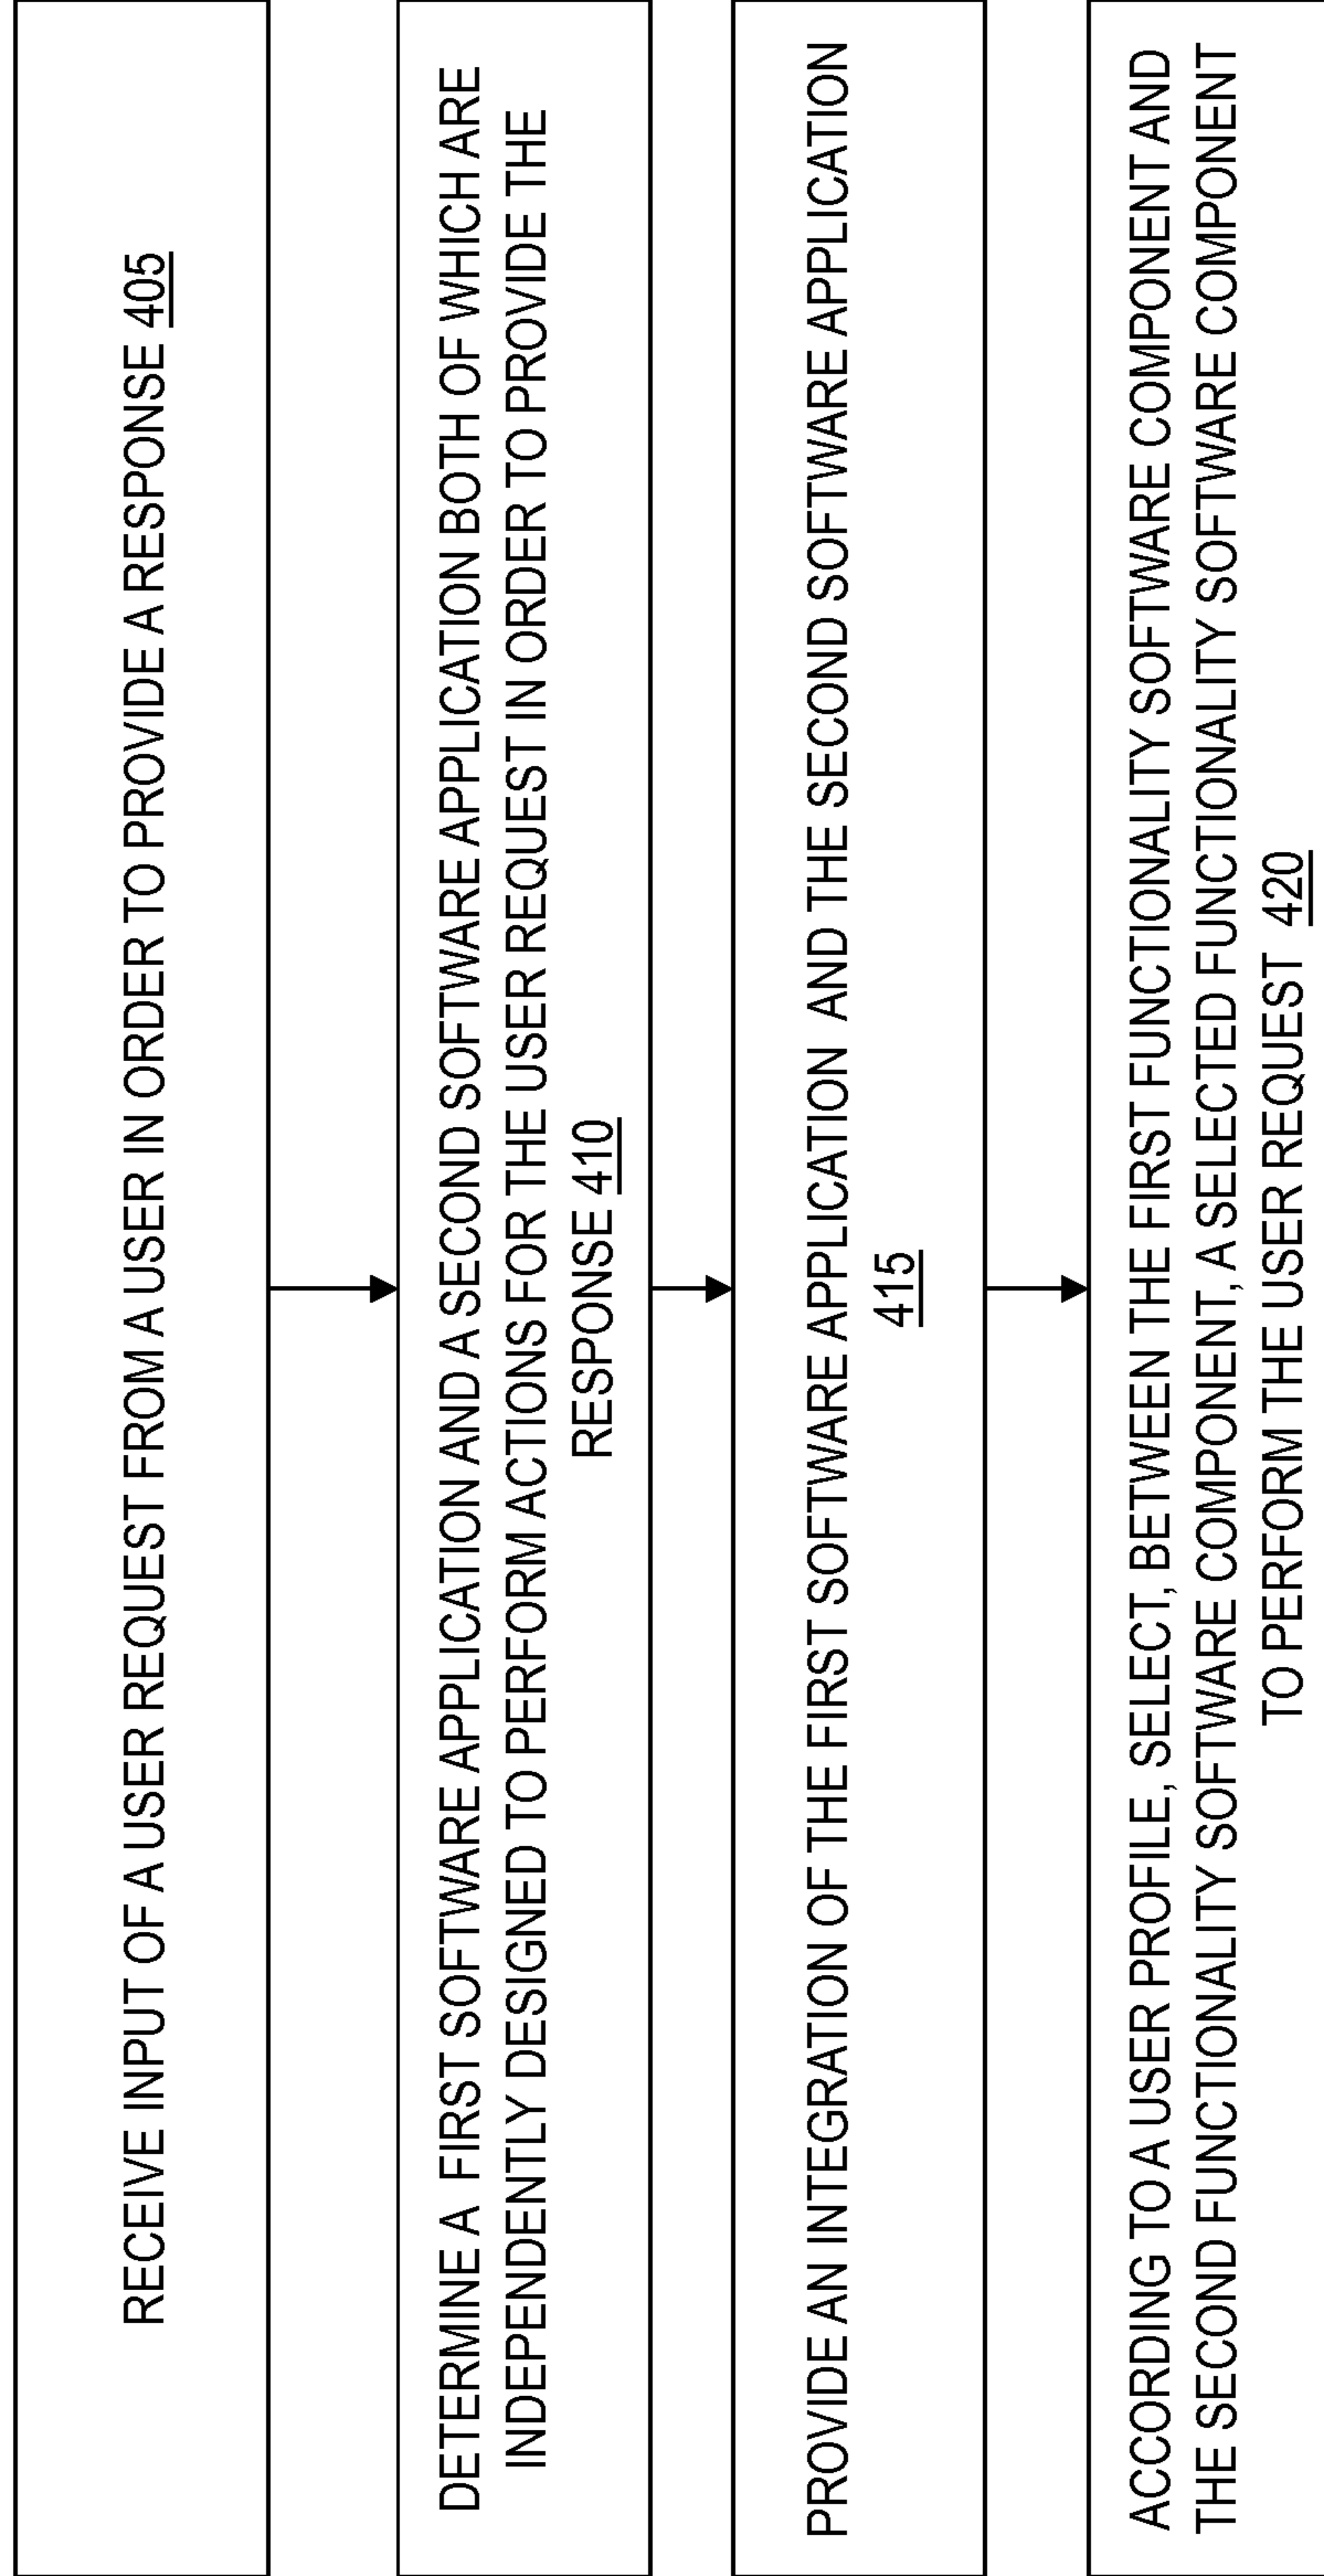 RECEIVE INPUT OF A USER REQUEST FROM A USER IN ORDER TO PROVIDE A RESPONSE 405
DETERMINE A FIRST SOFTWARE APPLICATION AND A SECOND SOFTWARE APPLICATION BOTH OF WHICH ARE
INDEPENDENTLY DESIGNED TO PERFORM ACTIONS FOR THE USER REQUEST IN ORDER TO PROVIDE THE
RESPONSE 410
PROVIDE AN INTEGRATION OF THE FIRST SOFTWARE APPLICATION AND THE SECOND SOFTWARE APPLICATION
415
ACCORDING TO A USER PROFILE, SELECT, BETWEEN THE FIRST FUNCTIONALITY SOFTWARE COMPONENT AND
THE SECOND FUNCTIONALITY SOFTWARE COMPONENT, A SELECTED FUNCTIONALITY SOFTWARE COMPONENT
TO PERFORM THE USER REQUEST 420